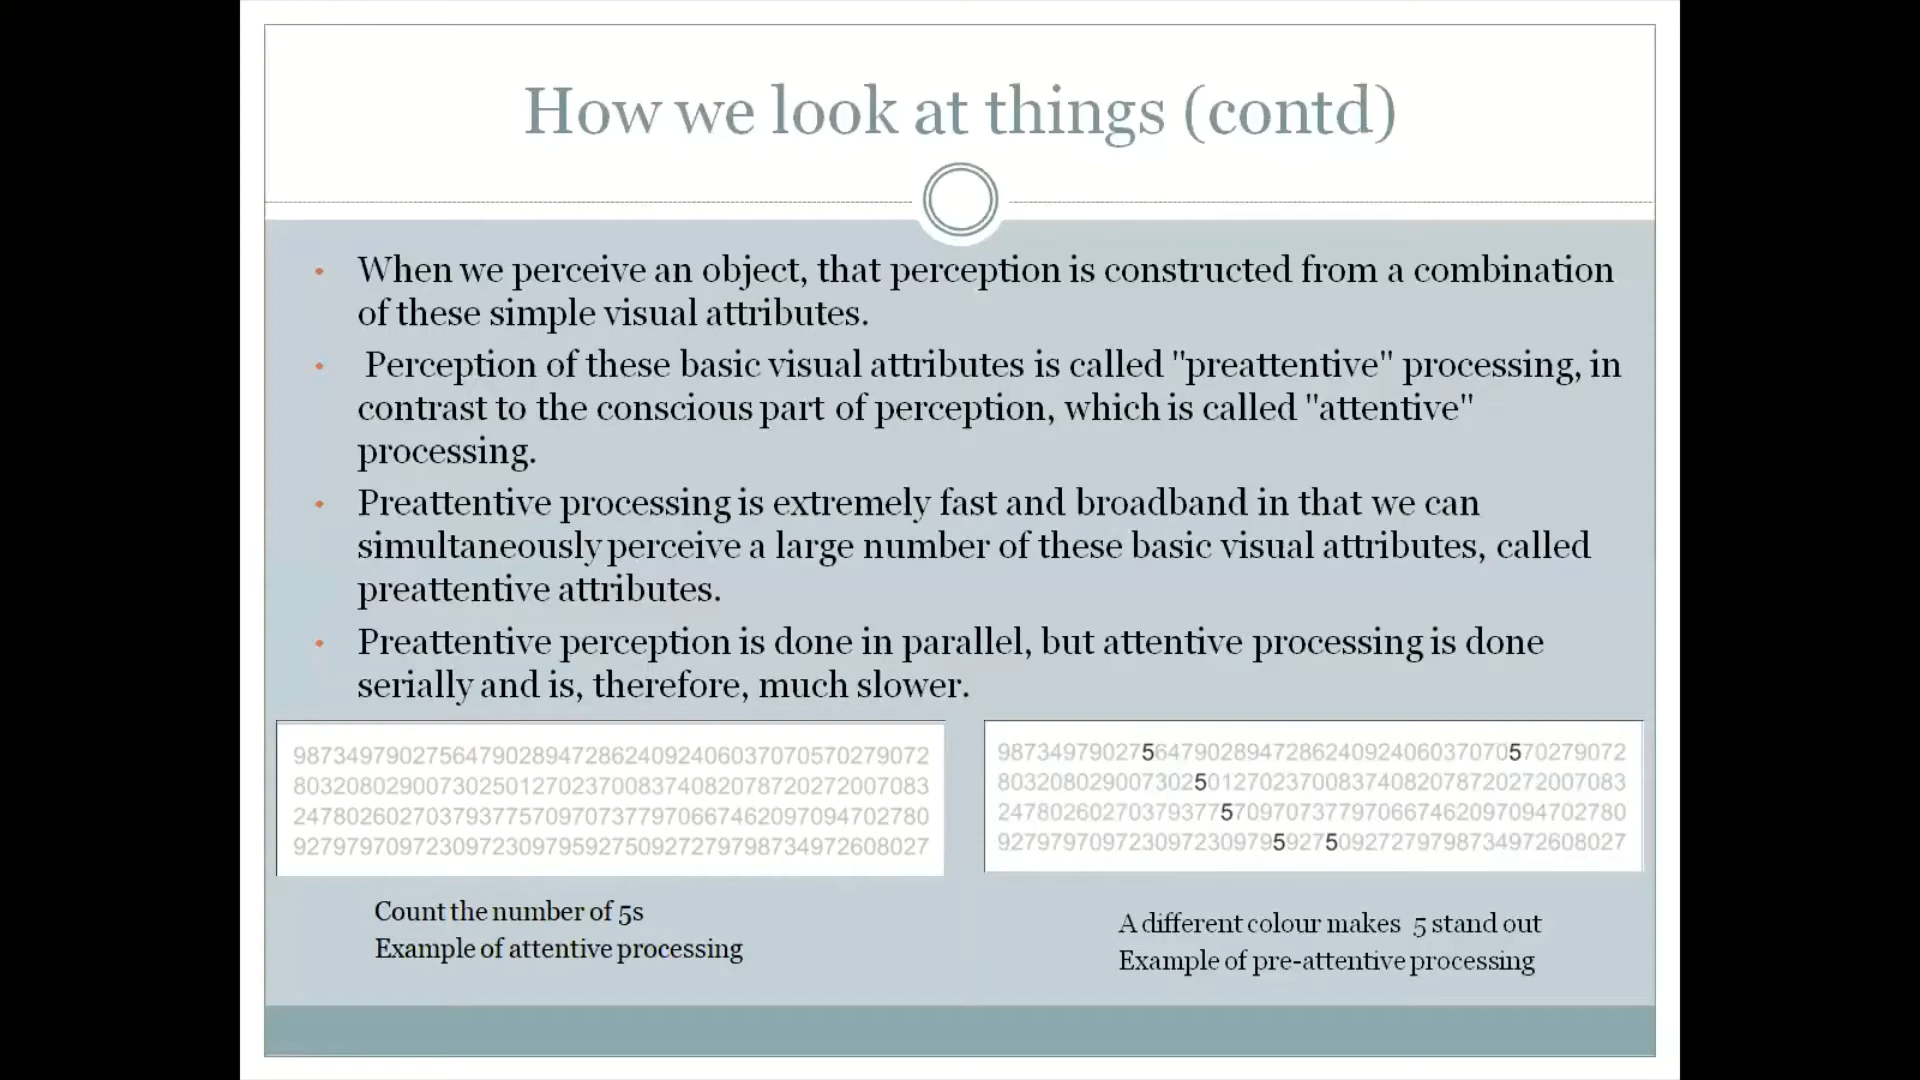 How we look at things (contd)
When we perceive an object, that perception is constructed from a combination
of these simple visual attributes.
Perception of these basic visual attributes is called "preattentive" processing, in
contrast to the conscious part of perception, which is called "attentive"
processing.
Preattentive processing is extremely fast and broadband in that we can
simultaneously perceive a large number of these basic visual attributes, called
preattentive attributes.
Preattentive perception is done in parallel, but attentive processing is done
serially and is, therefore, much slower.
987349790275647902894728624092406037070570279072
803208029007302501270237008374082078720272007083
247802602703793775709707377970667462097094702780
927979709723097230979592750927279798734972608027
Count the number of 5s
Example of attentive processing
987349790275647902894728624092406037070570279072
803208029007302501270237008374082078720272007083
247802602703793775709707377970667462097094702780
927979709723097230979592750927279798734972608027
A different colour makes 5 stand out
Example of pre-attentive processing